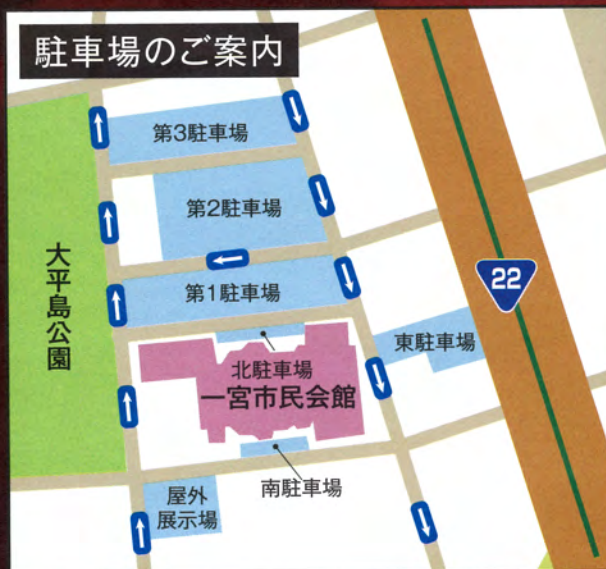 駐車場のご案内
第3駐車場
第2駐車場
大平島公園
第1駐車場
22
東駐車場
北駐車場
一宮市民会館
南駐車場
屋外
展示場